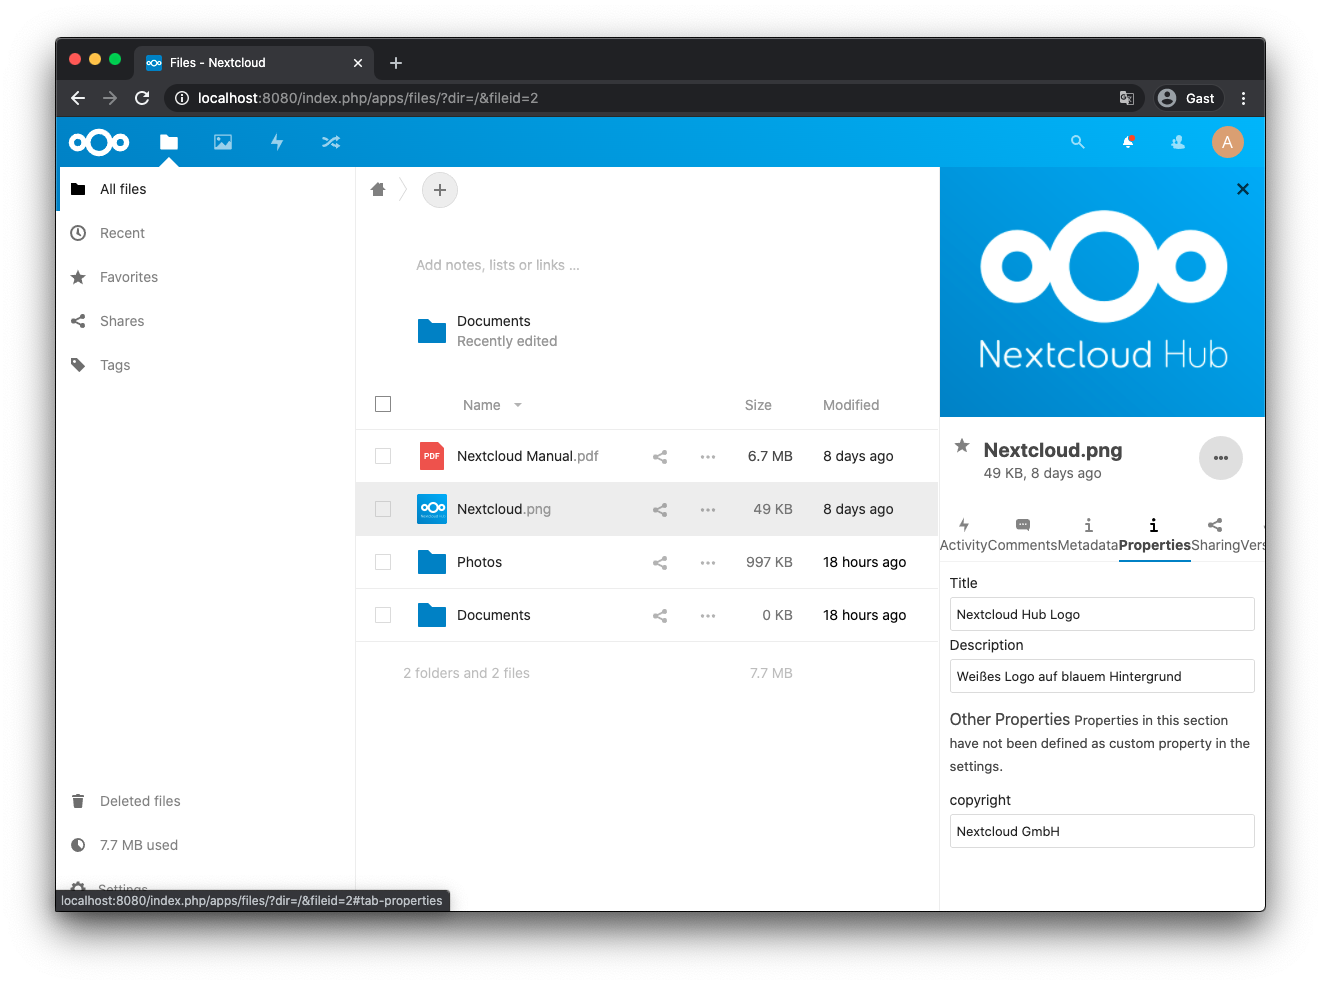 Files - Nextcloud
localhost:8080/index.php/apps/files/?dir=/&fileid=2
Gast
A
All files
Recent
Favorites
Shares
Tags
Deleted files
7.7 MB used
Settings
localhost:8080/index.php/apps/files/?dir=/&fileid=2#tab-properties
Add notes, lists or links ...
Documents
Recently edited
Name Size Modified
PDF Nextcloud Manual.pdf 6.7 MB 8 days ago
Nextcloud.png 49 KB 8 days ago
Photos 997 KB 18 hours ago
Documents 0 KB 18 hours ago
2 folders and 2 files 7.7 MB
Nextcloud Hub
Nextcloud.png
49 KB, 8 days ago
Activity Comments Metadata Properties Sharing Vers
Title
Nextcloud Hub Logo
Description
Weißes Logo auf blauem Hintergrund
Other Properties Properties in this section
have not been defined as custom property in the
settings.
copyright
Nextcloud GmbH